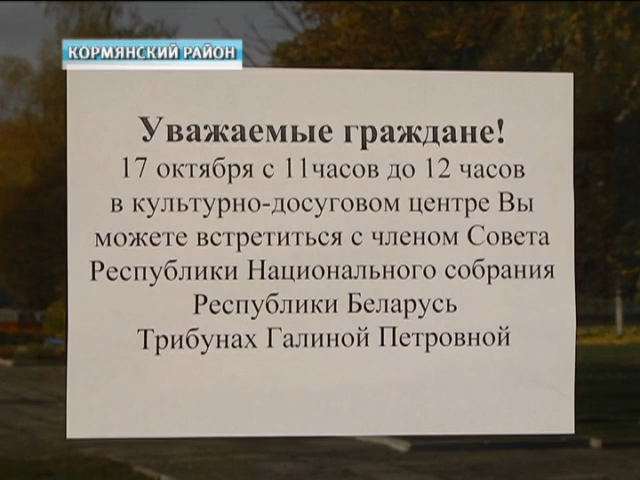 КОРМЯНСКИЙ РАЙОН
Уважаемые граждане!
17 октября с 11часов до 12 часов
в культурно-досуговом центре Вы
можете встретиться с членом Совета
Республики Национального собрания
Республики Беларусь
Трибунах Галиной Петровной